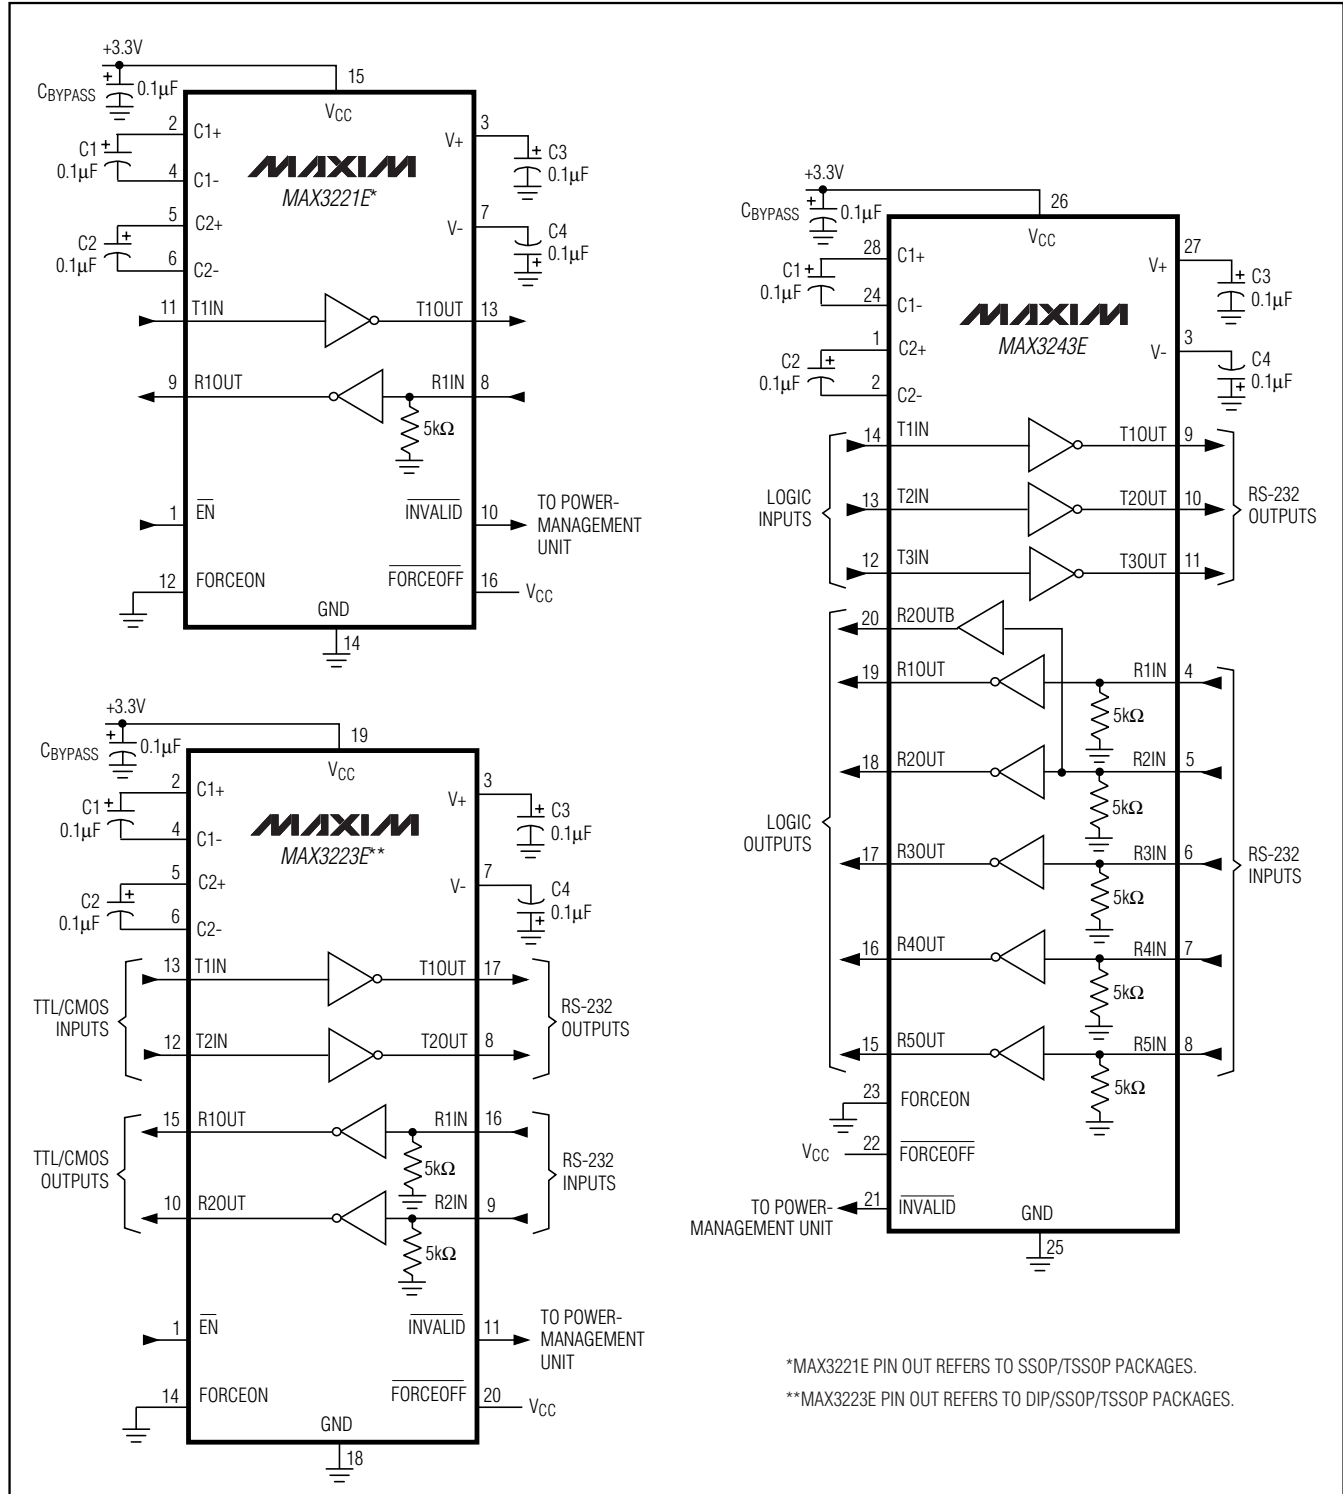 +3.3V
CBYPASS
+
0.1µF
15
VCC
2
C1+
C1
+
0.1µF
4
C1-
5
C2+
C2
+
0.1µF
6
C2-
MAXIM
MAX3221E*
3
V+
+
C3
0.1µF
7
V-
C4
0.1µF
+
11
T1IN
T1OUT
13
9
R1OUT
R1IN
8
5kΩ
1
EN
INVALID
10
TO POWER-
MANAGEMENT
UNIT
12
FORCEON
FORCEOFF
16
VCC
GND
14
+3.3V
CBYPASS
+
0.1µF
19
VCC
2
C1+
C1
+
0.1µF
4
C1-
5
C2+
C2
+
0.1µF
6
C2-
MAXIM
MAX3223E**
3
V+
+
C3
0.1µF
7
V-
C4
0.1µF
+
TTL/CMOS
INPUTS
13
T1IN
T1OUT
17
12
T2IN
T2OUT
8
RS-232
OUTPUTS
TTL/CMOS
OUTPUTS
15
R1OUT
R1IN
16
5kΩ
10
R2OUT
R2IN
9
5kΩ
RS-232
INPUTS
1
EN
INVALID
11
TO POWER-
MANAGEMENT
UNIT
14
FORCEON
FORCEOFF
20
VCC
GND
18
+3.3V
CBYPASS
+
0.1µF
26
VCC
28
C1+
C1
+
0.1µF
24
C1-
1
C2+
C2
+
0.1µF
2
C2-
MAXIM
MAX3243E
27
V+
+
C3
0.1µF
3
V-
C4
0.1µF
+
LOGIC
INPUTS
14
T1IN
T1OUT
9
13
T2IN
T2OUT
10
12
T3IN
T3OUT
11
RS-232
OUTPUTS
LOGIC
OUTPUTS
20
R2OUTB
19
R1OUT
R1IN
4
5kΩ
18
R2OUT
R2IN
5
5kΩ
17
R3OUT
R3IN
6
5kΩ
16
R4OUT
R4IN
7
5kΩ
15
R5OUT
R5IN
8
5kΩ
RS-232
INPUTS
23
FORCEON
VCC
22
FORCEOFF
TO POWER-
MANAGEMENT UNIT
21
INVALID
GND
25
*MAX3221E PIN OUT REFERS TO SSOP/TSSOP PACKAGES.
**MAX3223E PIN OUT REFERS TO DIP/SSOP/TSSOP PACKAGES.